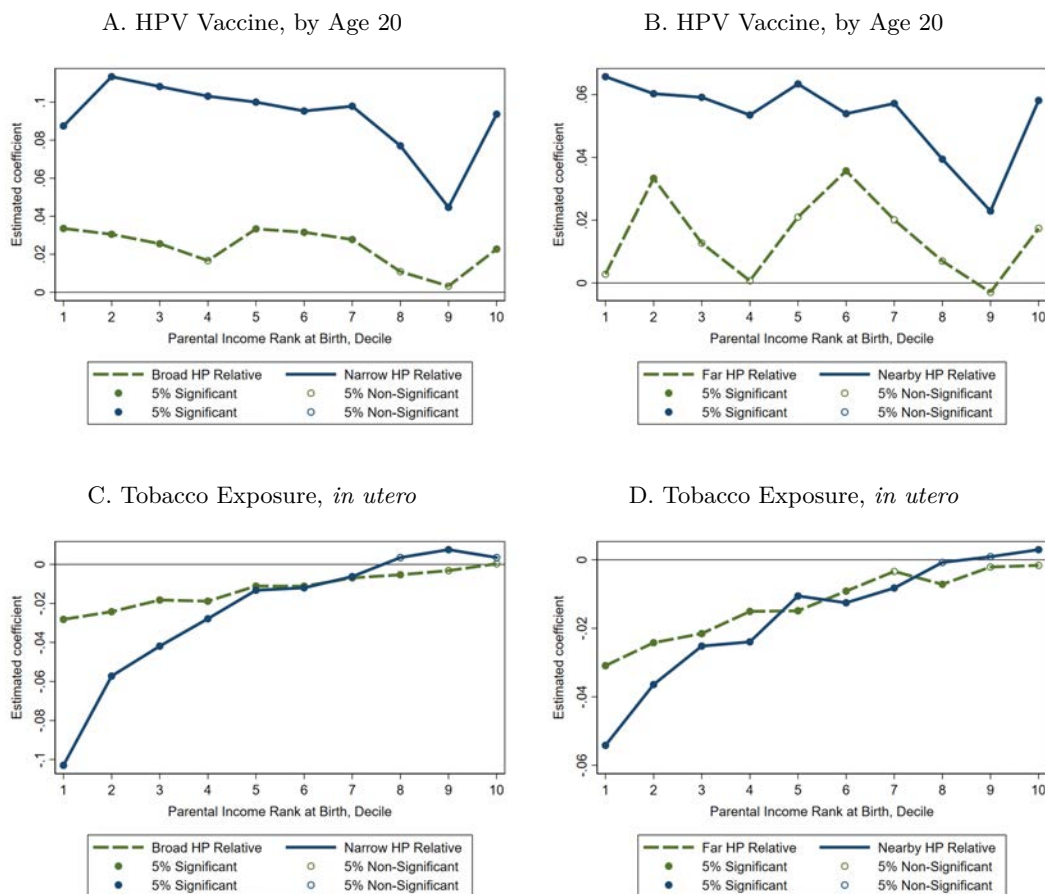 A. HPV Vaccine, by Age 20
Estimated coefficient
0 .02 .04 .06 .08 .1
1 2 3 4 5 6 7 8 9 10
Parental Income Rank at Birth, Decile
Broad HP Relative Narrow HP Relative
5% Significant 5% Non-Significant
5% Significant 5% Non-Significant
B. HPV Vaccine, by Age 20
Estimated coefficient
0 .02 .04 .06
1 2 3 4 5 6 7 8 9 10
Parental Income Rank at Birth, Decile
Far HP Relative Nearby HP Relative
5% Significant 5% Non-Significant
5% Significant 5% Non-Significant
C. Tobacco Exposure, in utero
Estimated coefficient
-.1 -.08 -.06 -.04 -.02 0
1 2 3 4 5 6 7 8 9 10
Parental Income Rank at Birth, Decile
Broad HP Relative Narrow HP Relative
5% Significant 5% Non-Significant
5% Significant 5% Non-Significant
D. Tobacco Exposure, in utero
Estimated coefficient
-.06 -.04 -.02 0
1 2 3 4 5 6 7 8 9 10
Parental Income Rank at Birth, Decile
Far HP Relative Nearby HP Relative
5% Significant 5% Non-Significant
5% Significant 5% Non-Significant